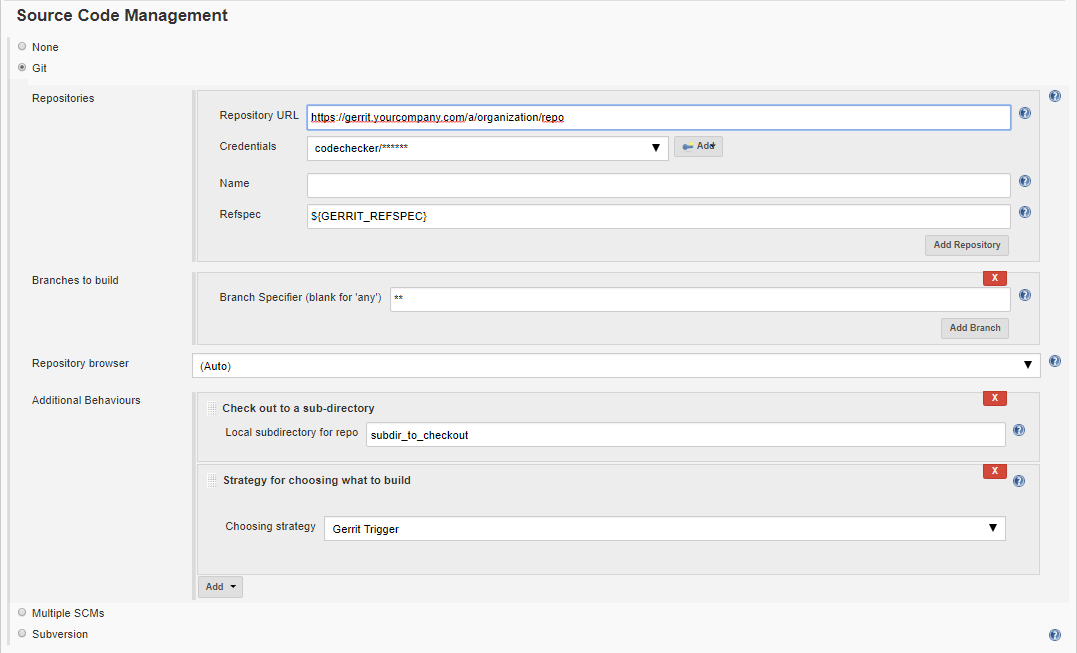 Source Code Management
None
Git
Repositories
Repository URL https://gerrit.yourcompany.com/a/organization/repo
Credentials codechecker/****** Add
Name
Refspec ${GERRIT_REFSPEC}
Add Repository
Branches to build
X
Branch Specifier (blank for 'any') **
Add Branch
Repository browser (Auto)
Additional Behaviours
X
Check out to a sub-directory
Local subdirectory for repo subdir_to_checkout
X
Strategy for choosing what to build
Choosing strategy Gerrit Trigger
Add
Multiple SCMs
Subversion